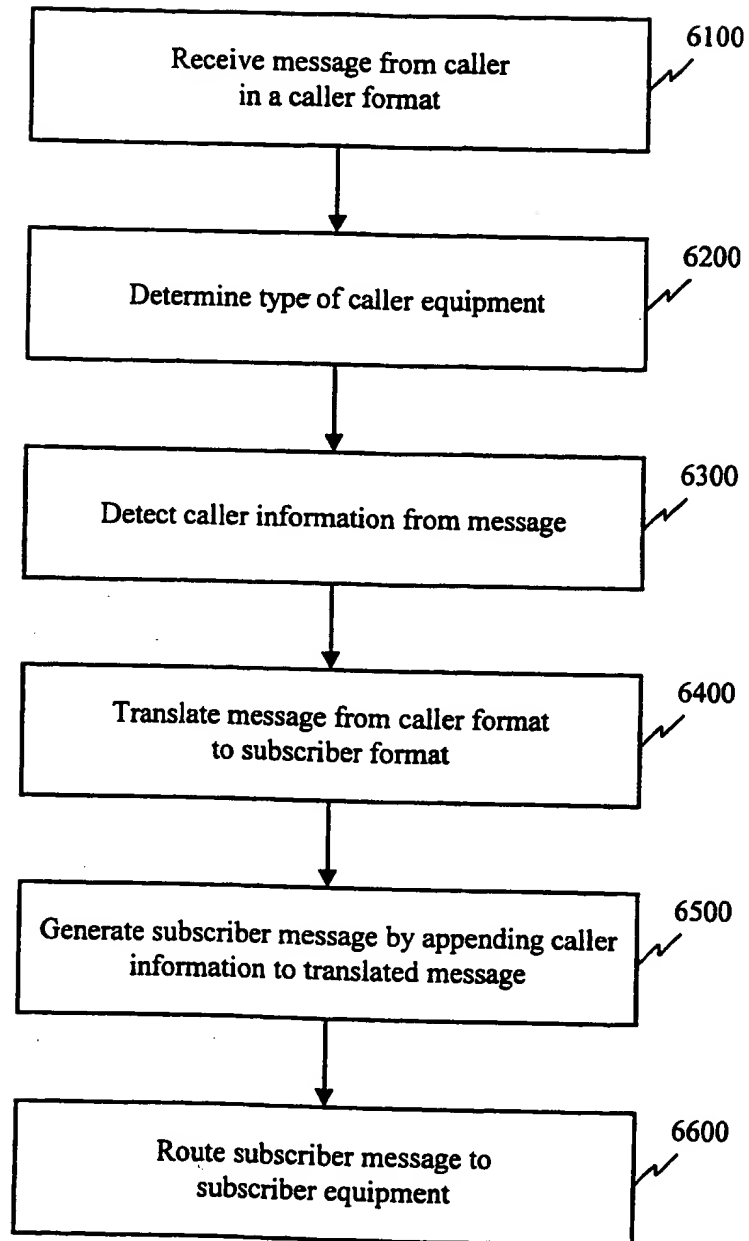 6100
Receive message from caller
in a caller format
6200
Determine type of caller equipment
6300
Detect caller information from message
6400
Translate message from caller format
to subscriber format
6500
Generate subscriber message by appending caller
information to translated message
6600
Route subscriber message to
subscriber equipment